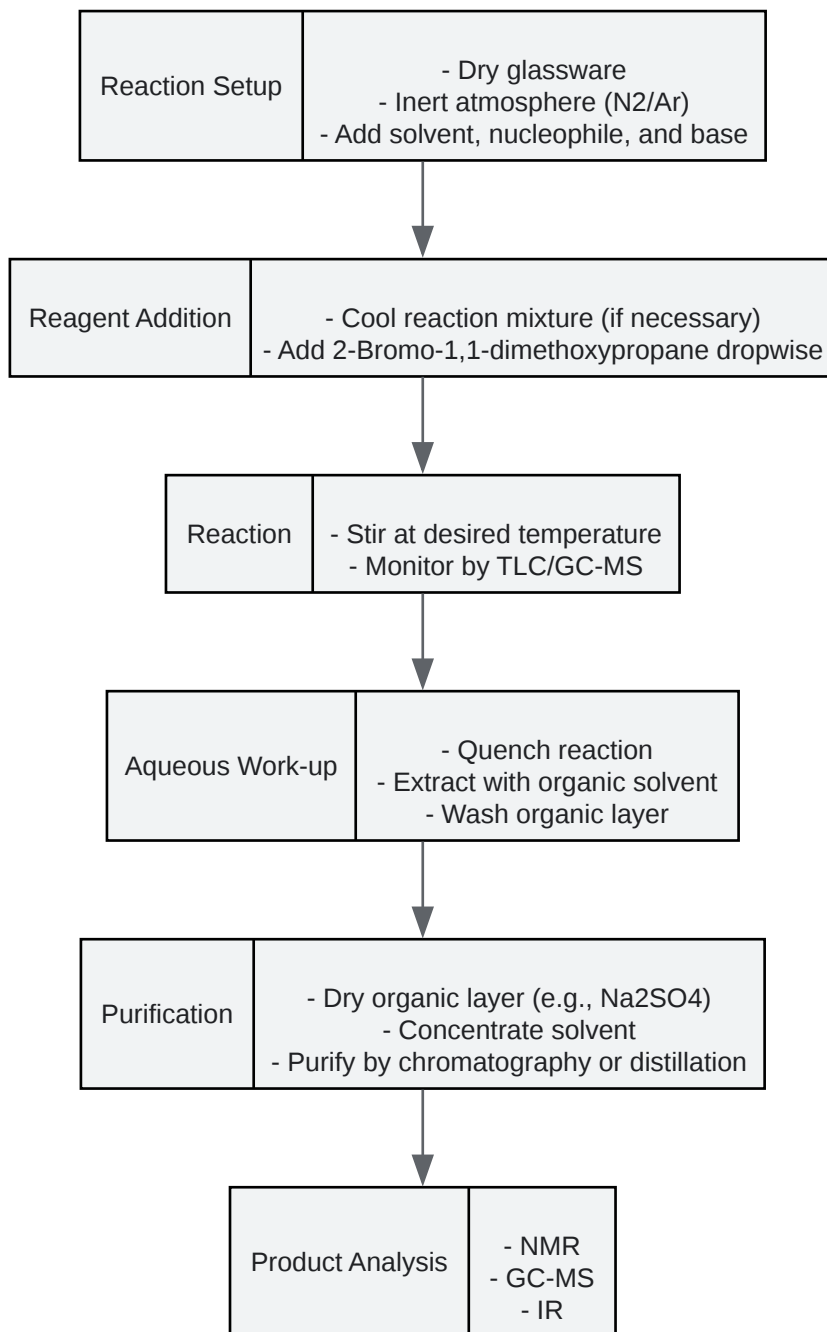 Reaction Setup
- Dry glassware
- Inert atmosphere (N2/Ar)
- Add solvent, nucleophile, and base
Reagent Addition
- Cool reaction mixture (if necessary)
- Add 2-Bromo-1,1-dimethoxypropane dropwise
Reaction
- Stir at desired temperature
- Monitor by TLC/GC-MS
Aqueous Work-up
- Quench reaction
- Extract with organic solvent
- Wash organic layer
Purification
- Dry organic layer (e.g., Na2SO4)
- Concentrate solvent
- Purify by chromatography or distillation
Product Analysis
- NMR
- GC-MS
- IR